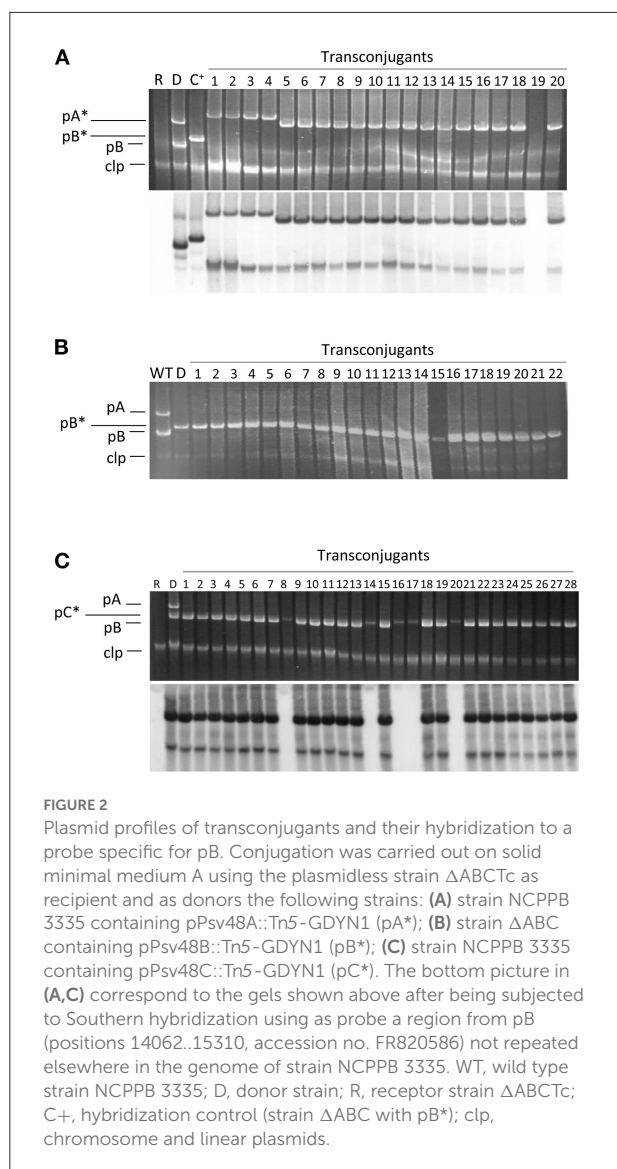 A
Transconjugants
R D C⁺ 1 2 3 4 5 6 7 8 9 10 11 12 13 14 15 16 17 18 19 20
pA*
pB*
pB
clp
B
Transconjugants
WT D 1 2 3 4 5 6 7 8 9 10 11 12 13 14 15 16 17 18 19 20 21 22
pA
pB*
pB
clp
C
Transconjugants
R D 1 2 3 4 5 6 7 8 9 10 11 12 13 14 15 16 17 18 19 20 21 22 23 24 25 26 27 28
pA
pC*
pB
clp
FIGURE 2
Plasmid profiles of transconjugants and their hybridization to a
probe specific for pB. Conjugation was carried out on solid
minimal medium A using the plasmidless strain ΔABCTc as
recipient and as donors the following strains: (A) strain NCPPB
3335 containing pPsv48A::Tn5-GDYN1 (pA*); (B) strain ΔABC
containing pPsv48B::Tn5-GDYN1 (pB*); (C) strain NCPPB 3335
containing pPsv48C::Tn5-GDYN1 (pC*). The bottom picture in
(A,C) correspond to the gels shown above after being subjected
to Southern hybridization using as probe a region from pB
(positions 14062..15310, accession no. FR820586) not repeated
elsewhere in the genome of strain NCPPB 3335. WT, wild type
strain NCPPB 3335; D, donor strain; R, receptor strain ΔABCTc;
C+, hybridization control (strain ΔABC with pB*); clp,
chromosome and linear plasmids.